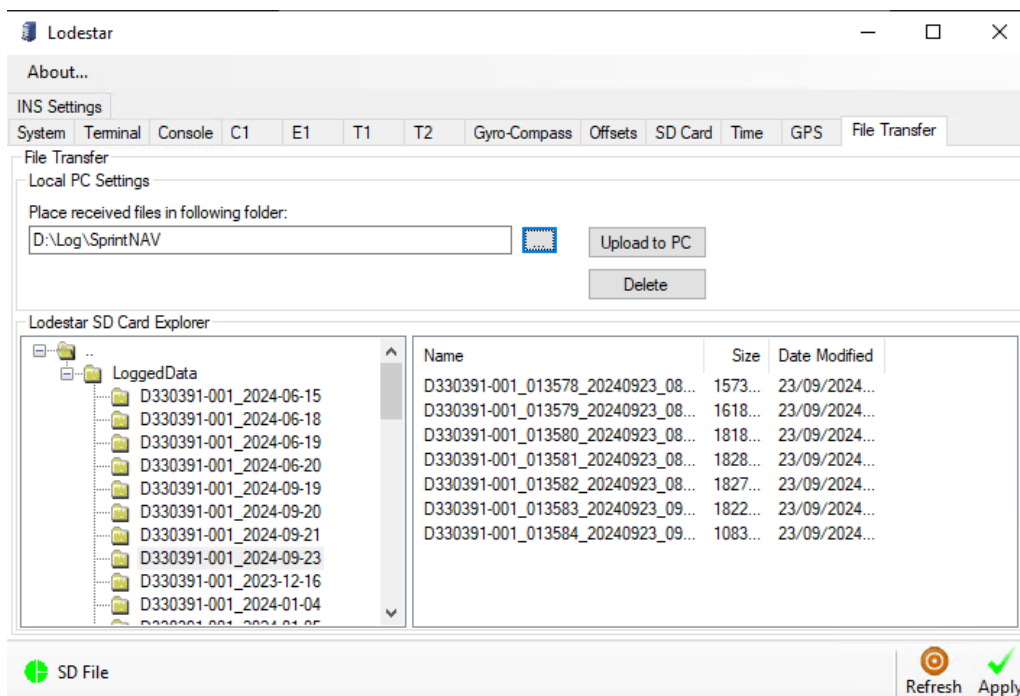 Lodestar
About...
INS Settings
System Terminal Console C1 E1 T1 T2 Gyro-Compass Offsets SD Card Time GPS File Transfer
File Transfer
Local PC Settings
Place received files in following folder:
D:\Log\SprintNAV ... Upload to PC
Delete
Lodestar SD Card Explorer
..
LoggedData
D330391-001_2024-06-15
D330391-001_2024-06-18
D330391-001_2024-06-19
D330391-001_2024-06-20
D330391-001_2024-09-19
D330391-001_2024-09-20
D330391-001_2024-09-21
D330391-001_2024-09-23
D330391-001_2023-12-16
D330391-001_2024-01-04
Name Size Date Modified
D330391-001_013578_20240923_08... 1573... 23/09/2024...
D330391-001_013579_20240923_08... 1618... 23/09/2024...
D330391-001_013580_20240923_08... 1818... 23/09/2024...
D330391-001_013581_20240923_08... 1828... 23/09/2024...
D330391-001_013582_20240923_08... 1827... 23/09/2024...
D330391-001_013583_20240923_09... 1822... 23/09/2024...
D330391-001_013584_20240923_09... 1083... 23/09/2024...
SD File
Refresh Apply